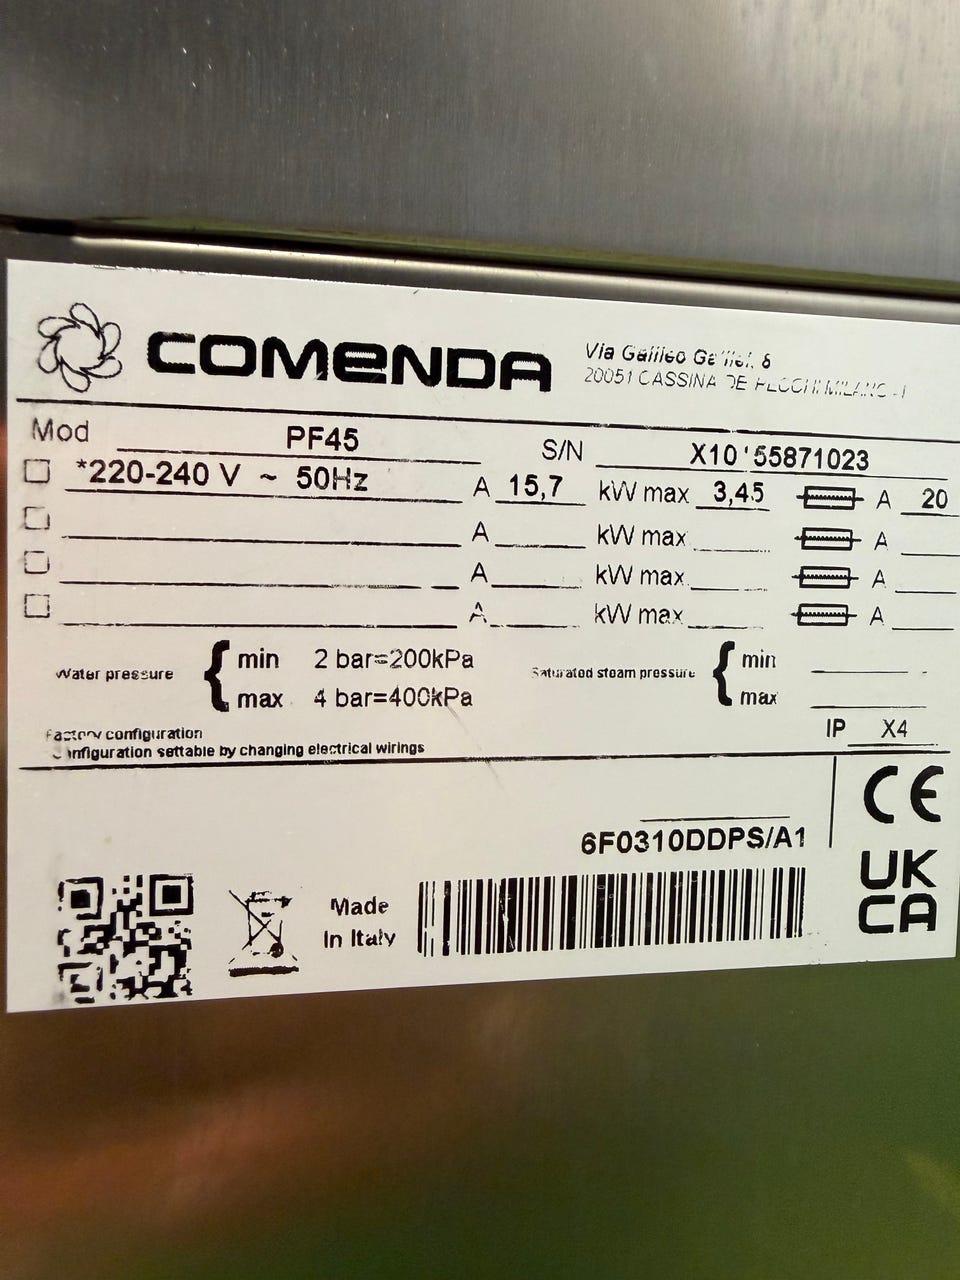 COMENDA
Via Galileo Galilei, 8
20051 CASSINA DE PECCHI MILANO - I
Mod PF45 S/N
*220-240 V ~ 50Hz A 15,7 kW max 3,45 A 20
A kW max A
A kW max A
A kW max A
Water pressure { min 2 bar=200kPa
max 4 bar=400kPa
Saturated steam pressure { min
max
Factory configuration
Configuration settable by changing electrical wirings
IP X4
CE
6F0310DDPS/A1
UK
CA
Made
In Italy